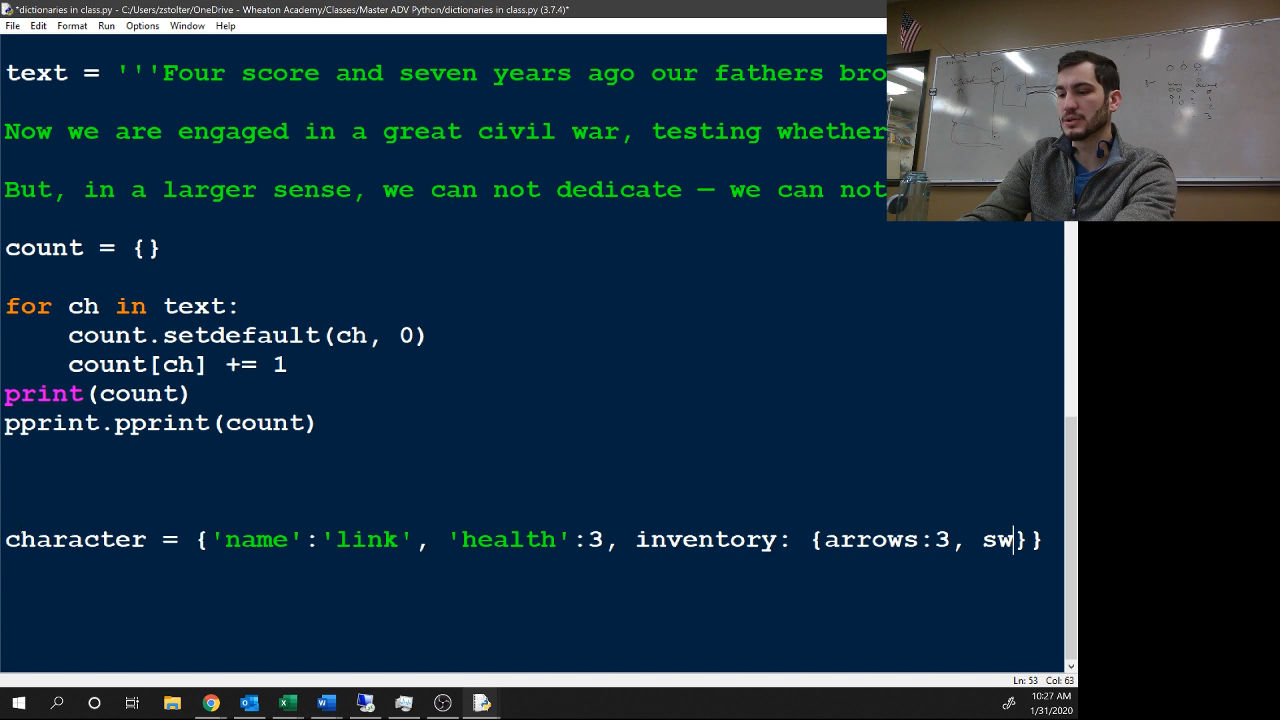 *dictionaries in class.py - C:/Users/zstolter/OneDrive - Wheaton Academy/Classes/Master ADV Python/dictionaries in class.py (3.7.4)*
File Edit Format Run Options Window Help
text = '''Four score and seven years ago our fathers bro
Now we are engaged in a great civil war, testing whether
But, in a larger sense, we can not dedicate — we can not
count = {}
for ch in text:
count.setdefault(ch, 0)
count[ch] += 1
print(count)
pprint.pprint(count)
character = {'name':'link', 'health':3, inventory: {arrows:3, sw}}
Ln: 53 Col: 63
10:27 AM
1/31/2020